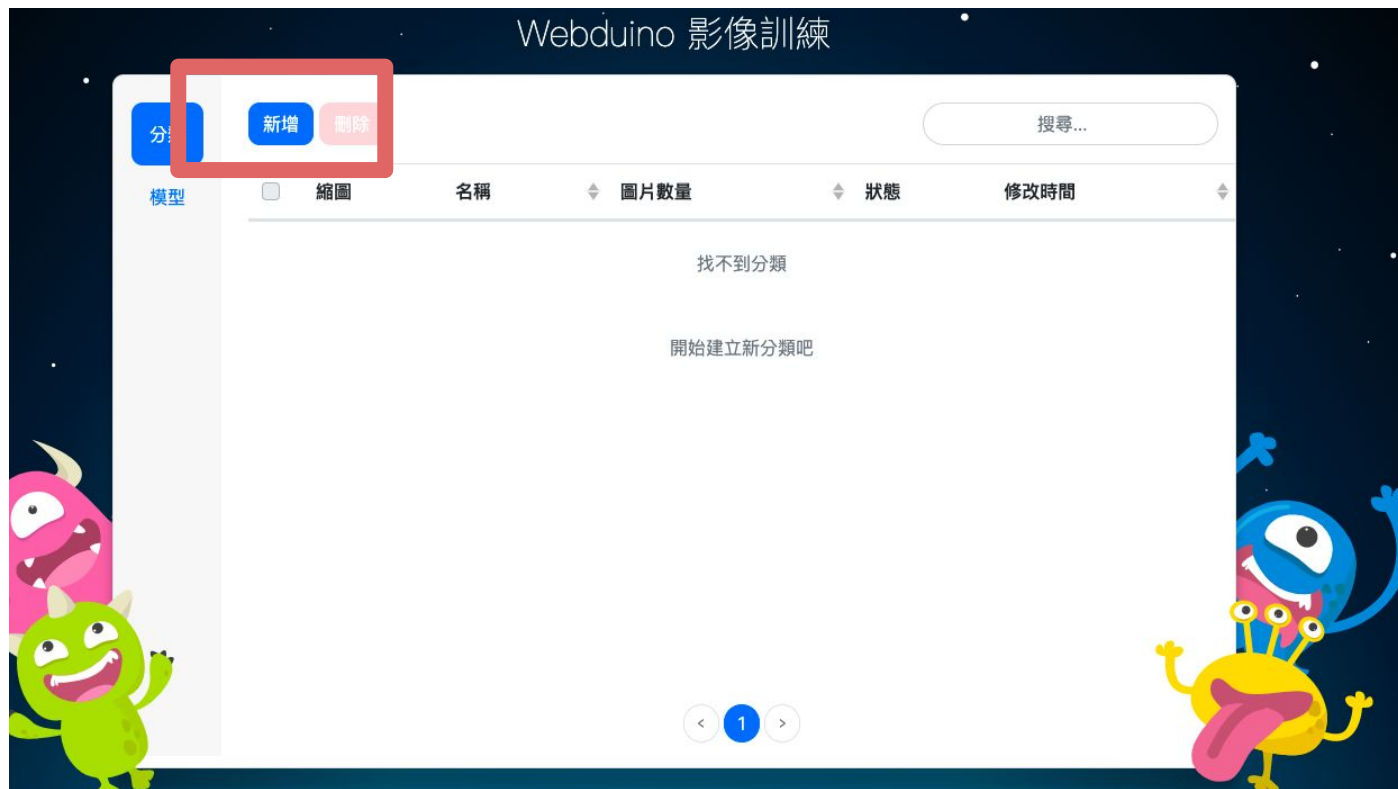 Webduino 影像訓練
新增 刪除 搜尋...
模型
縮圖 名稱 圖片數量 狀態 修改時間
找不到分類
開始建立新分類吧
< 1 >